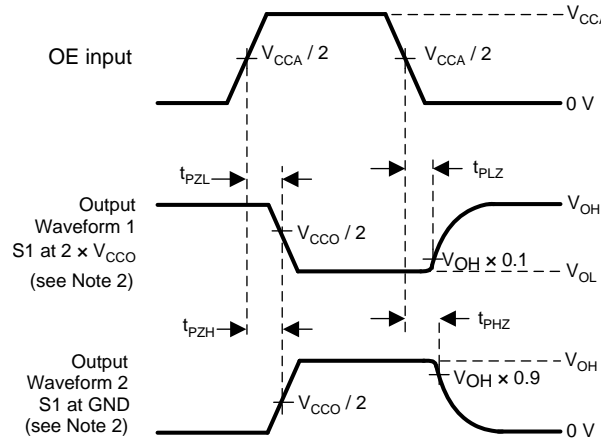 V_CCA
OE input
V_CCA / 2
V_CCA / 2
0 V
t_PZL
t_PLZ
Output
Waveform 1
S1 at 2 × V_CCO
(see Note 2)
V_OH
V_CCO / 2
V_OH × 0.1
V_OL
t_PZH
t_PHZ
Output
Waveform 2
S1 at GND
(see Note 2)
V_OH
V_OH × 0.9
V_CCO / 2
0 V